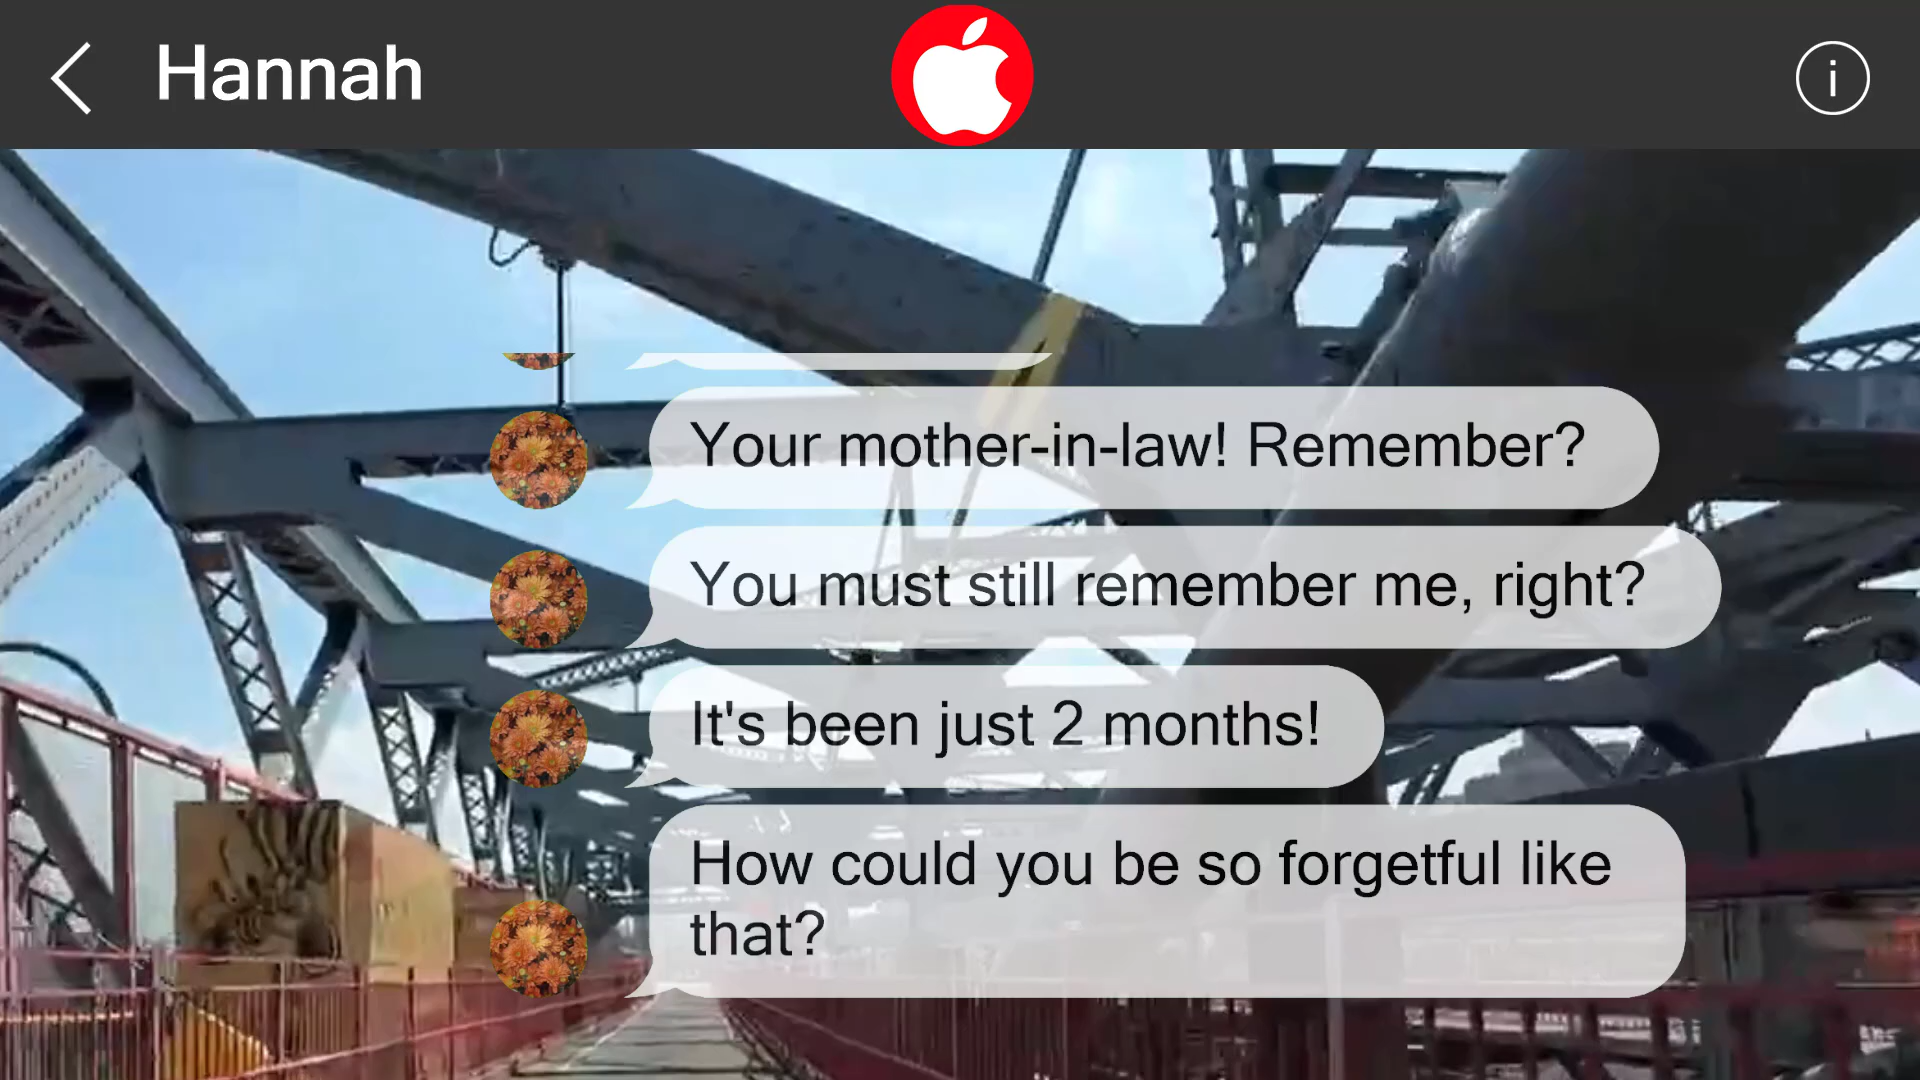 Hannah
i
Your mother-in-law! Remember?
You must still remember me, right?
It's been just 2 months!
How could you be so forgetful like
that?